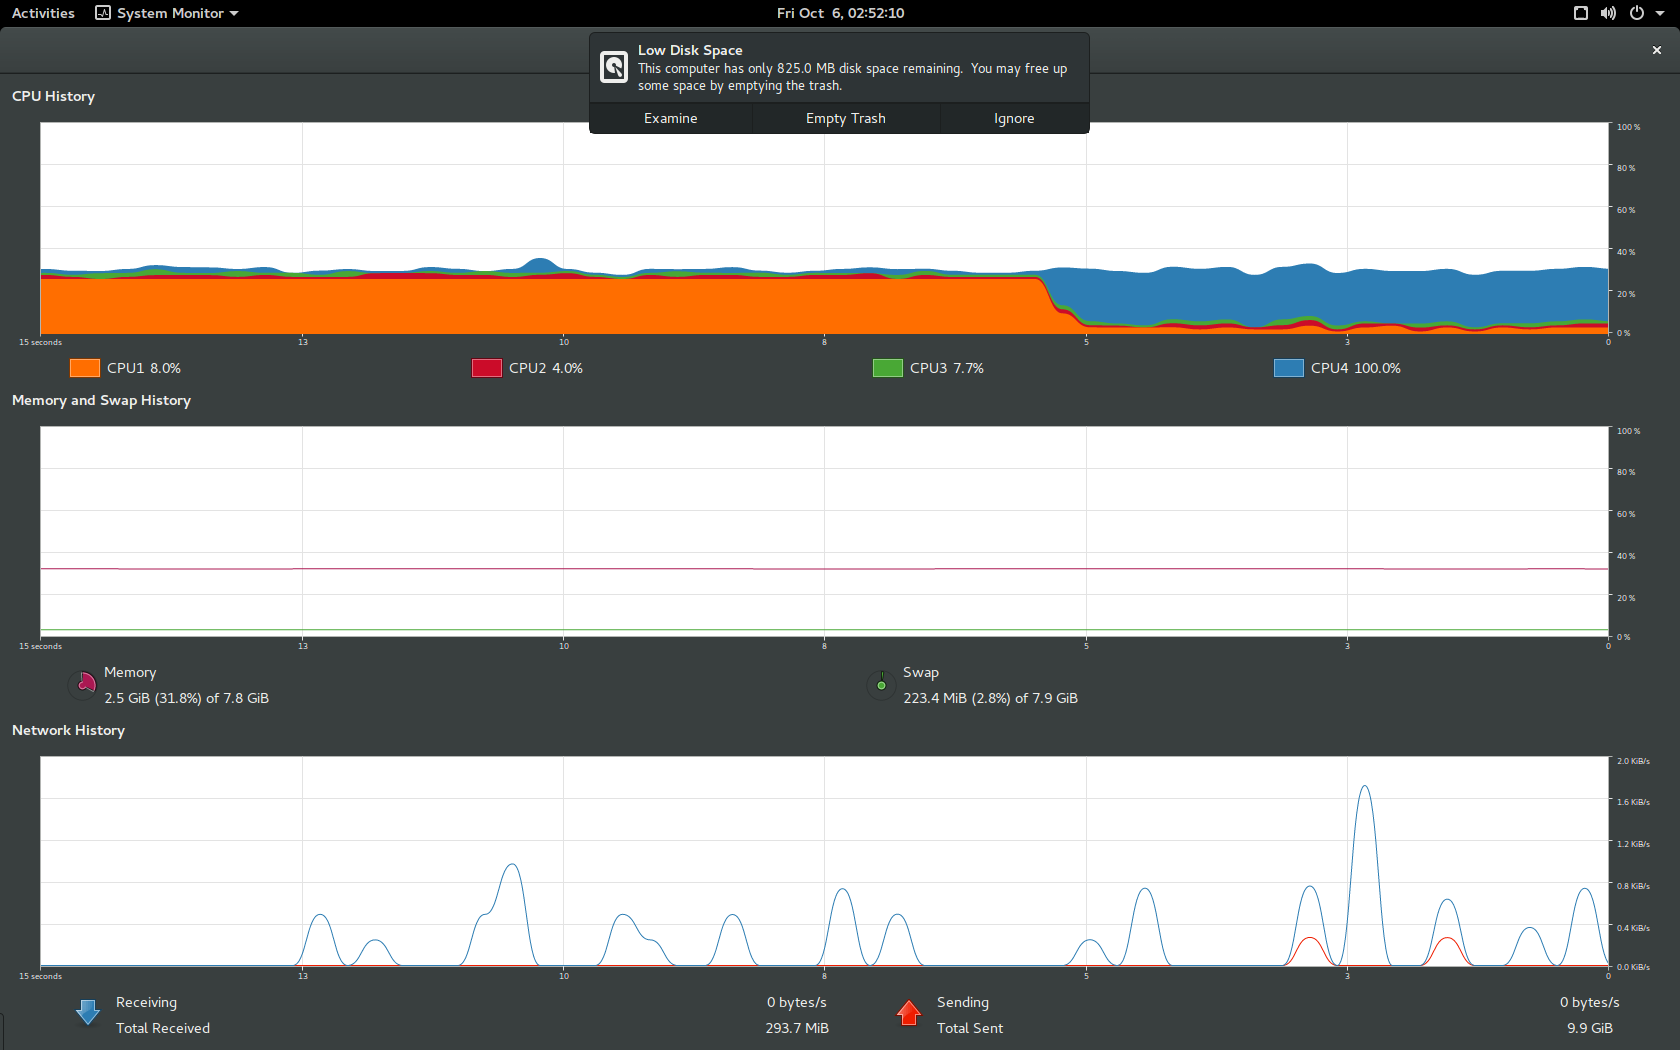 Activities System Monitor Fri Oct 6, 02:52:10
Low Disk Space
This computer has only 825.0 MB disk space remaining. You may free up
some space by emptying the trash.
Examine Empty Trash Ignore
CPU History
100 %
80 %
60 %
40 %
20 %
0 %
15 seconds 13 10 8 5 3 0
CPU1 8.0% CPU2 4.0% CPU3 7.7% CPU4 100.0%
Memory and Swap History
100 %
80 %
60 %
40 %
20 %
0 %
15 seconds 13 10 8 5 3 0
Memory Swap
2.5 GiB (31.8%) of 7.8 GiB 223.4 MiB (2.8%) of 7.9 GiB
Network History
2.0 KiB/s
1.6 KiB/s
1.2 KiB/s
0.8 KiB/s
0.4 KiB/s
0.0 KiB/s
15 seconds 13 10 8 5 3 0
Receiving 0 bytes/s Sending 0 bytes/s
Total Received 293.7 MiB Total Sent 9.9 GiB